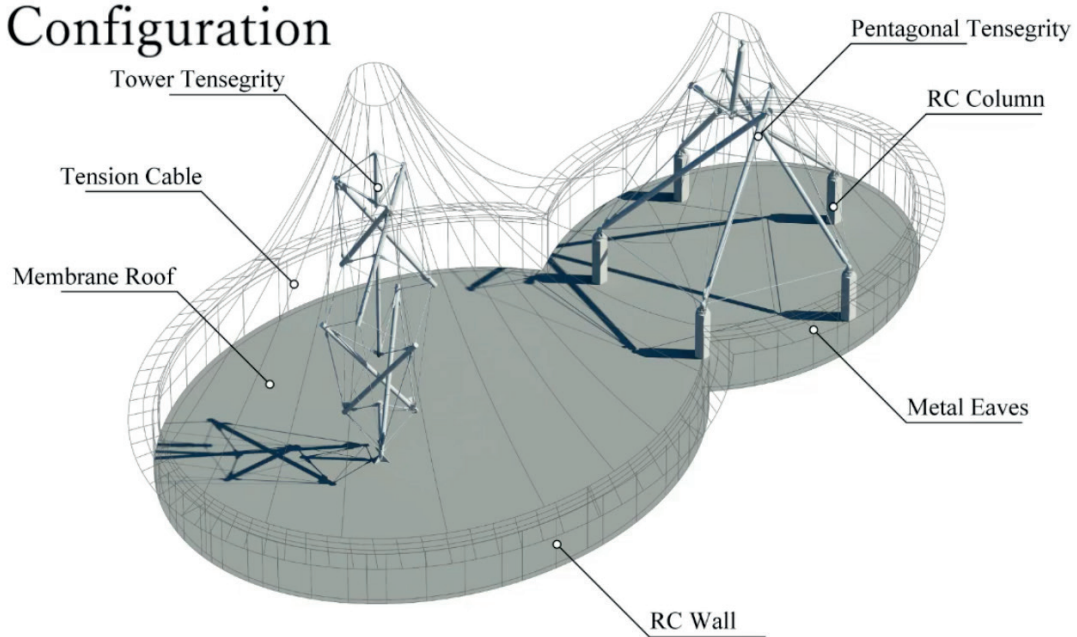 Configuration
Pentagonal Tensegrity
Tower Tensegrity
RC Column
Tension Cable
Membrane Roof
Metal Eaves
RC Wall